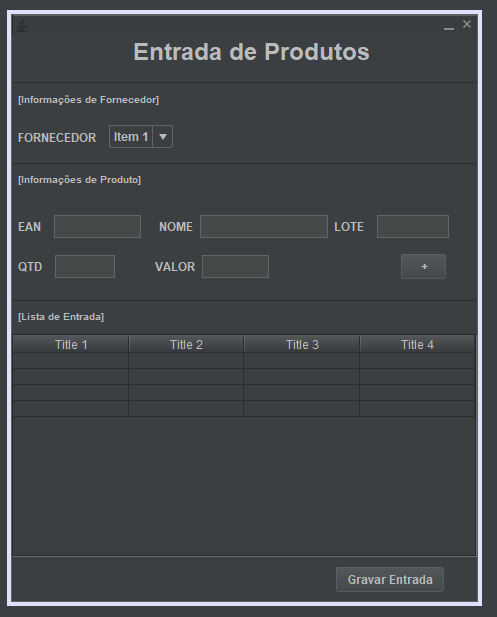 Entrada de Produtos
[Informações de Fornecedor]
FORNECEDOR Item 1
[Informações de Produto]
EAN NOME LOTE
QTD VALOR +
[Lista de Entrada]
Title 1 Title 2 Title 3 Title 4
Gravar Entrada